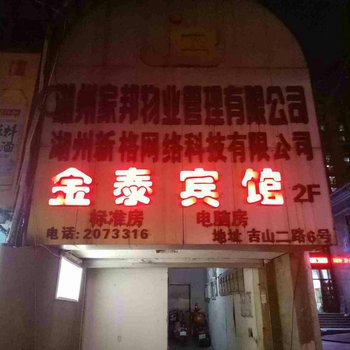 湖州家邦物业管理有限公司
湖州新格网络科技有限公司
金泰宾馆 2F
标准房 电脑房
电话: 2073316 地址: 吉山二路6号